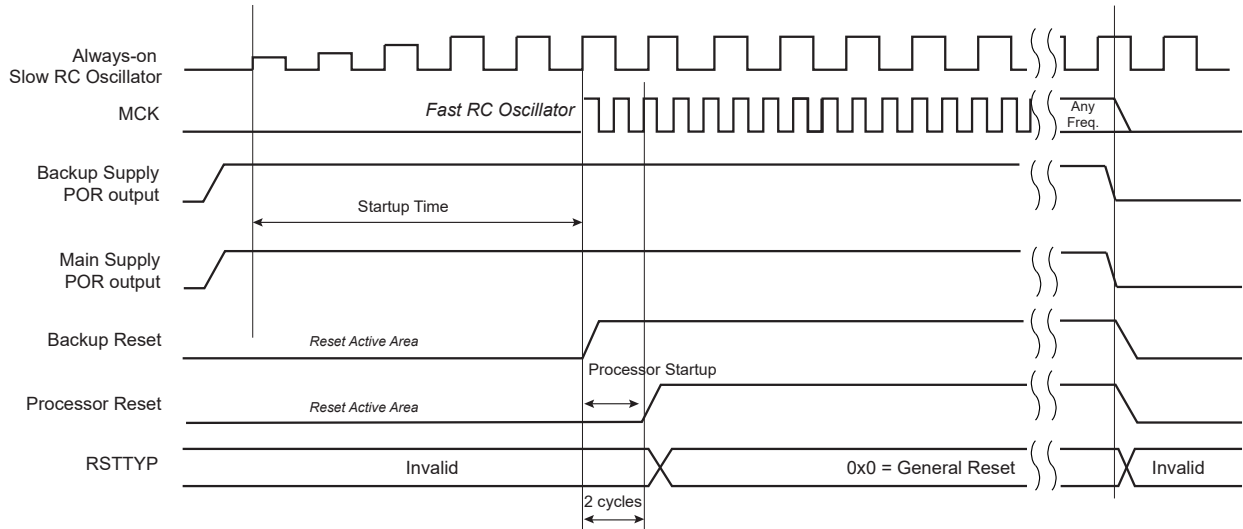 Always-on
Slow RC Oscillator
MCK
Fast RC Oscillator
Any
Freq.
Backup Supply
POR output
Startup Time
Main Supply
POR output
Backup Reset
Reset Active Area
Processor Startup
Processor Reset
Reset Active Area
RSTTYP
Invalid
0x0 = General Reset
Invalid
2 cycles